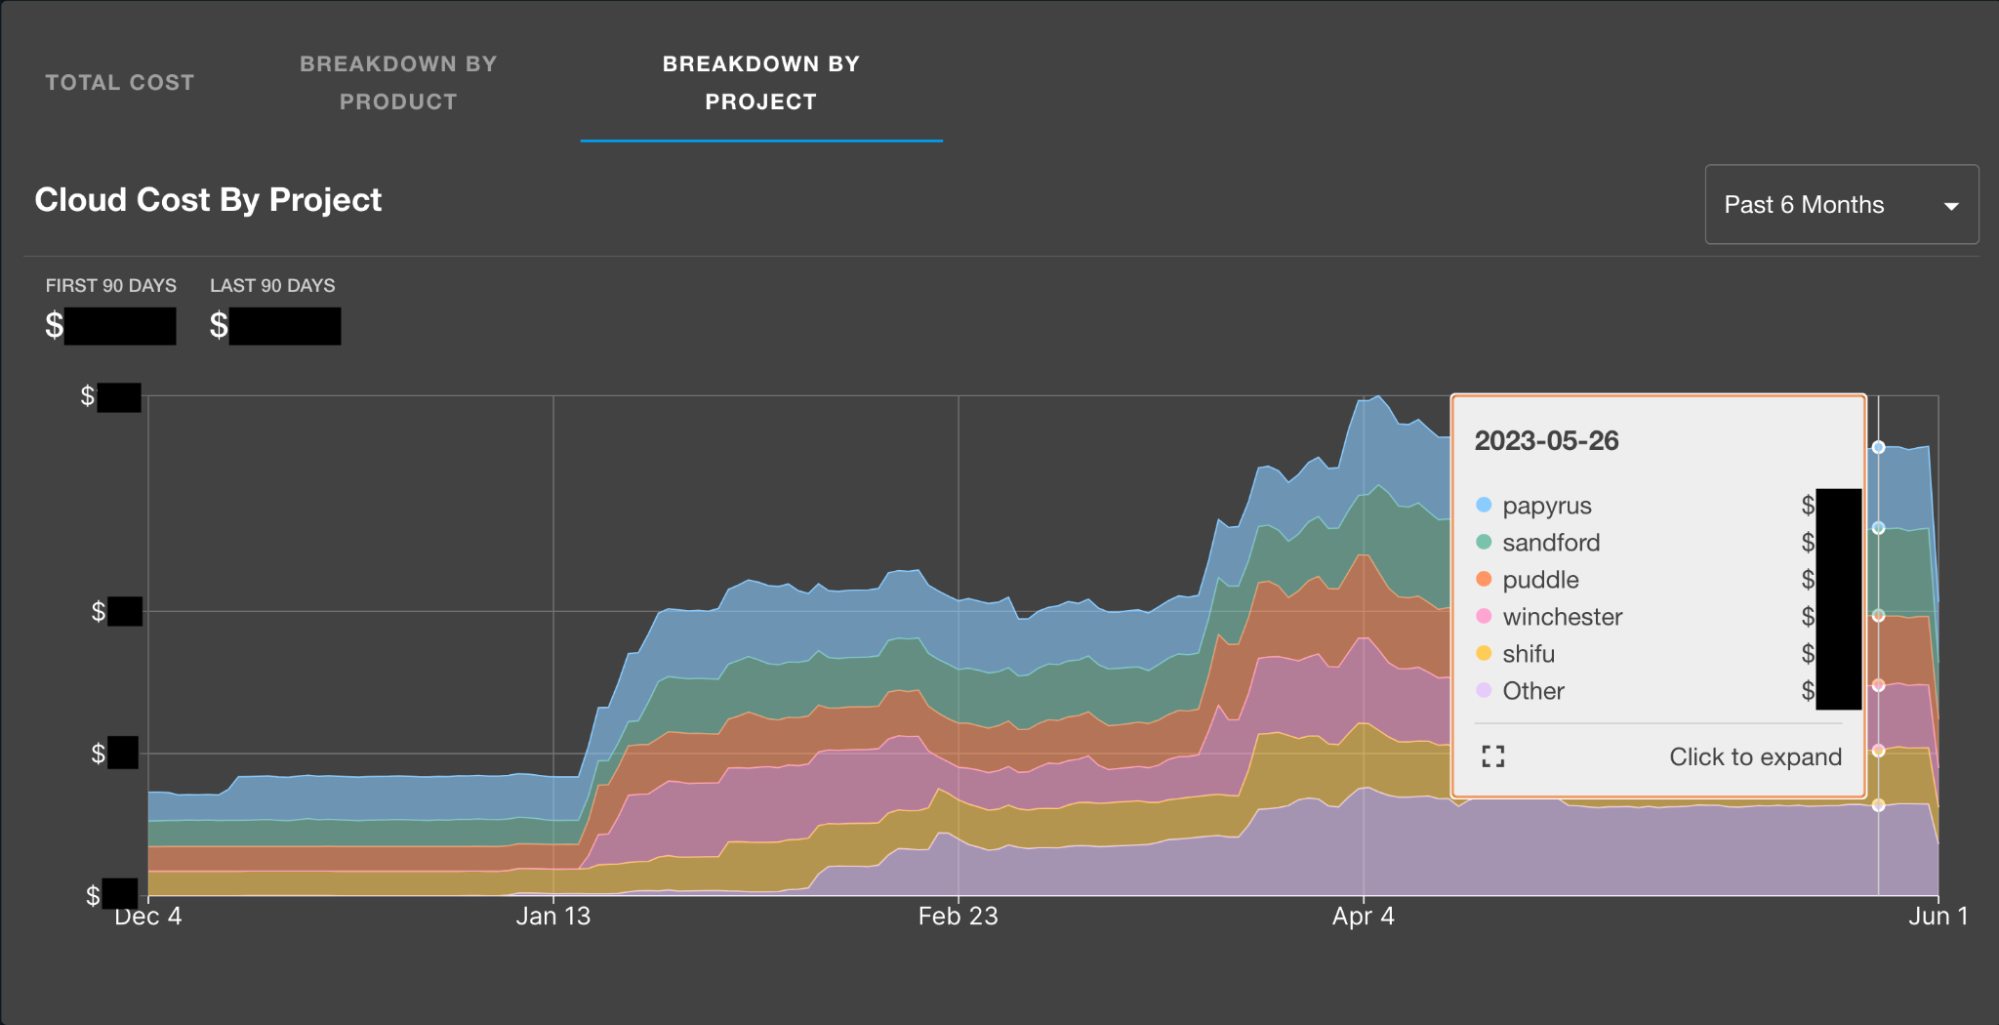 TOTAL COST
BREAKDOWN BY
PRODUCT
BREAKDOWN BY
PROJECT
Cloud Cost By Project
Past 6 Months
FIRST 90 DAYS
LAST 90 DAYS
$
$
$
$
$
$
Dec 4
Jan 13
Feb 23
Apr 4
Jun 1
2023-05-26
papyrus $
sandford $
puddle $
winchester $
shifu $
Other $
Click to expand